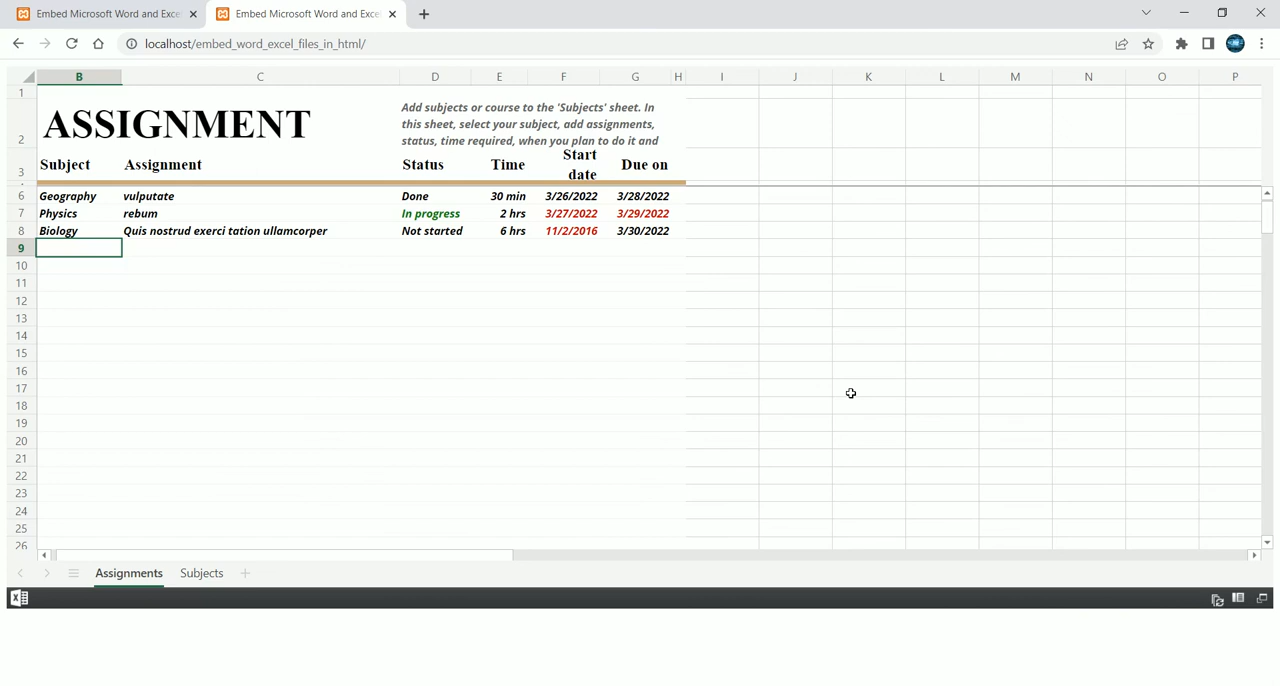 Embed Microsoft Word and Exce
Embed Microsoft Word and Exce
localhost/embed_word_excel_files_in_html/
B C D E F G H I J K L M N O P
1
2 ASSIGNMENT
Add subjects or course to the 'Subjects' sheet. In
this sheet, select your subject, add assignments,
status, time required, when you plan to do it and
3 Subject Assignment Status Time Start date Due on
6 Geography vulputate Done 30 min 3/26/2022 3/28/2022
7 Physics rebum In progress 2 hrs 3/27/2022 3/29/2022
8 Biology Quis nostrud exerci tation ullamcorper Not started 6 hrs 11/2/2016 3/30/2022
9
10
11
12
13
14
15
16
17
18
19
20
21
22
23
24
25
26
Assignments Subjects